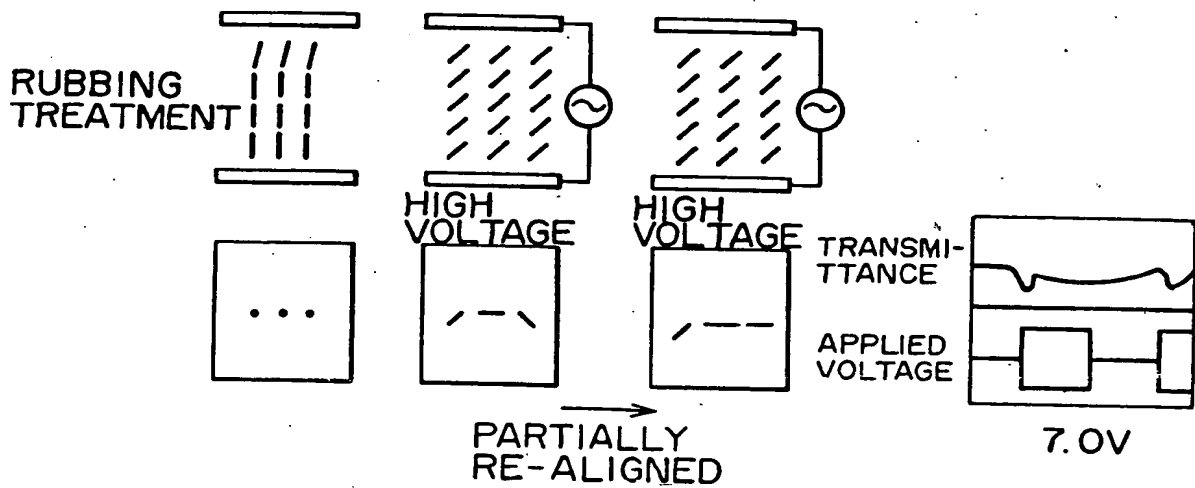 RUBBING
TREATMENT
HIGH
VOLTAGE
HIGH
VOLTAGE
TRANSMI-
TTANCE
APPLIED
VOLTAGE
7.0V
PARTIALLY
RE-ALIGNED